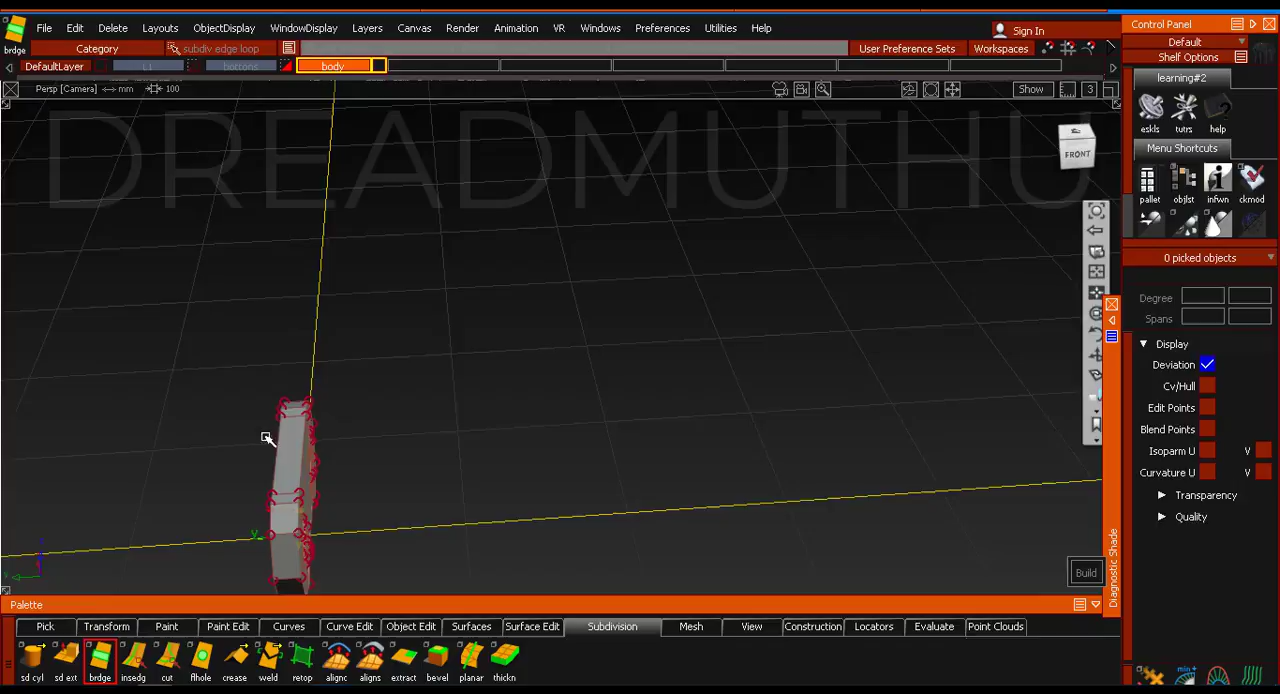 File Edit Delete Layouts ObjectDisplay WindowDisplay Layers Canvas Render Animation VR Windows Preferences Utilities Help
Sign In
brdge
Category subdiv edge loop User Preference Sets Workspaces
DefaultLayer L1 bottons body
Persp [Camera] mm 100 Show 3
DREADMUTHU
FRONT
Y
Build
Diagnostic Shade
Control Panel
Default
Shelf Options
learning#2
eskls tutrs help
Menu Shortcuts
pallet objlst infwn ckmod
0 picked objects
Degree
Spans
Display
Deviation
Cv/Hull
Edit Points
Blend Points
Isoparm U V
Curvature U V
Transparency
Quality
Palette
Pick Transform Paint Paint Edit Curves Curve Edit Object Edit Surfaces Surface Edit Subdivision Mesh View Construction Locators Evaluate Point Clouds
sd cyl sd ext brdge insedg cut flhole crease weld retop alignc aligns extract bevel planar thickn